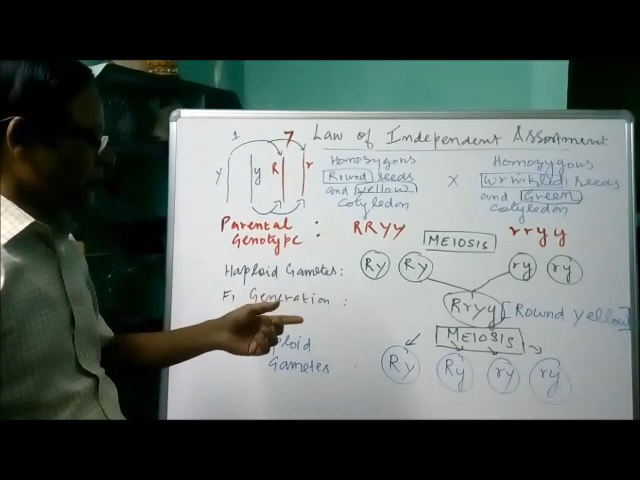 Law of Independent Assortment
1 7
Y y R r
Homozygous Round seeds and yellow cotyledon
X
Homozygous Wrinkled seeds and Green cotyledon
Parental Genotype : RRYY rryy
MEIOSIS
Haploid Gametes: RY RY ry ry
F1 Generation : RrYy [Round yellow]
MEIOSIS
Gametes : RY Ry rY ry